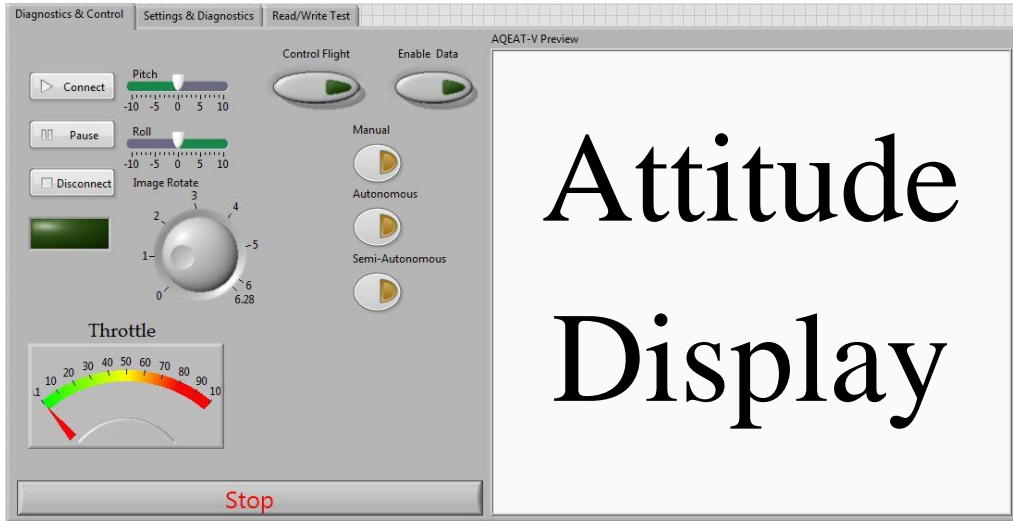 Diagnostics & Control
Settings & Diagnostics
Read/Write Test
AQEAT-V Preview
Control Flight
Enable Data
Connect
Pitch
-10 -5 0 5 10
Pause
Roll
-10 -5 0 5 10
Disconnect
Image Rotate
0 1 2 3 4 5 6 6.28
Manual
Autonomous
Semi-Autonomous
Throttle
.1 10 20 30 40 50 60 70 80 90 10
Stop
Attitude
Display